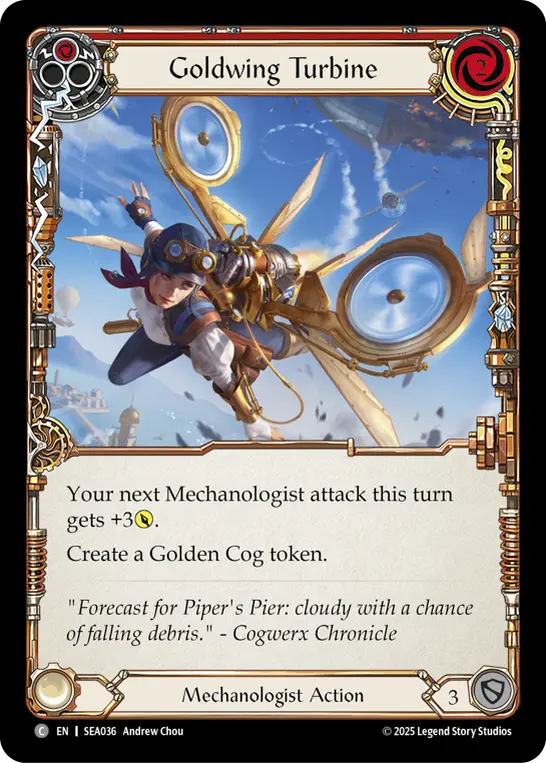 Goldwing Turbine
2
Your next Mechanologist attack this turn
gets +3.
Create a Golden Cog token.
"Forecast for Piper's Pier: cloudy with a chance
of falling debris." - Cogwerx Chronicle
Mechanologist Action
3
C EN | SEA036 Andrew Chou
© 2025 Legend Story Studios